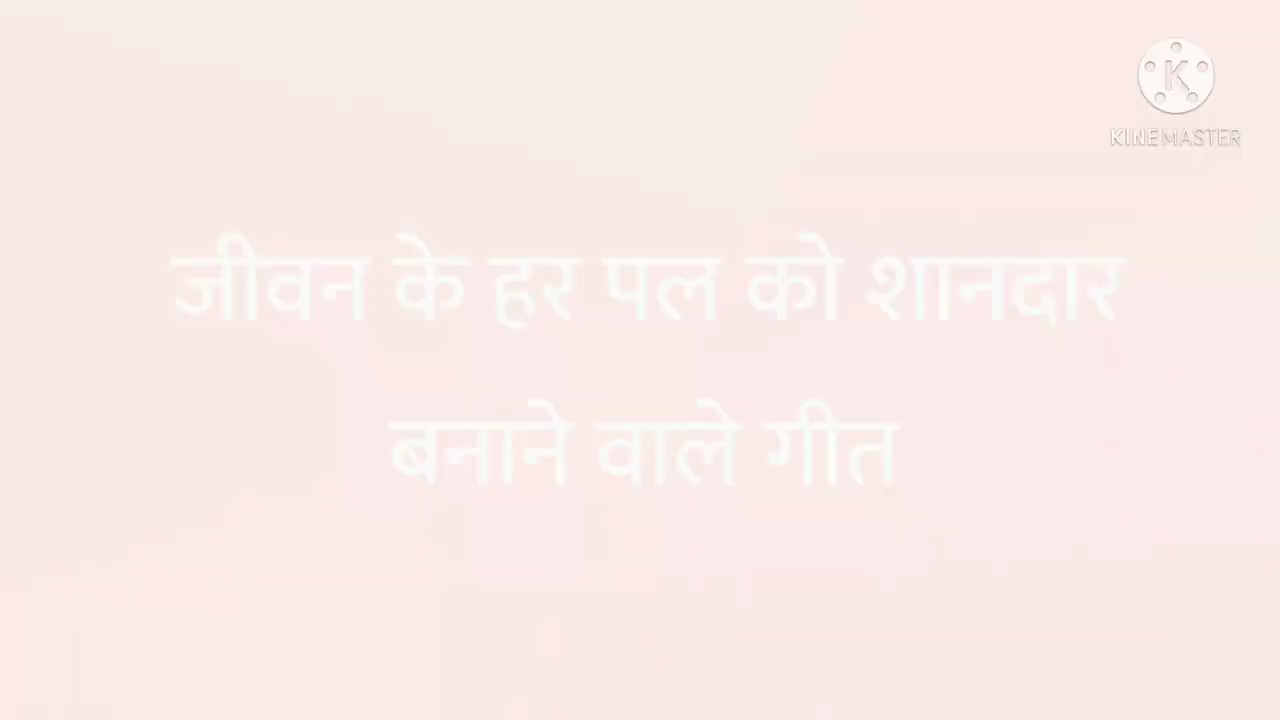 K
KINEMASTER
जीवन के हर पल को शानदार
बनाने वाले गीत